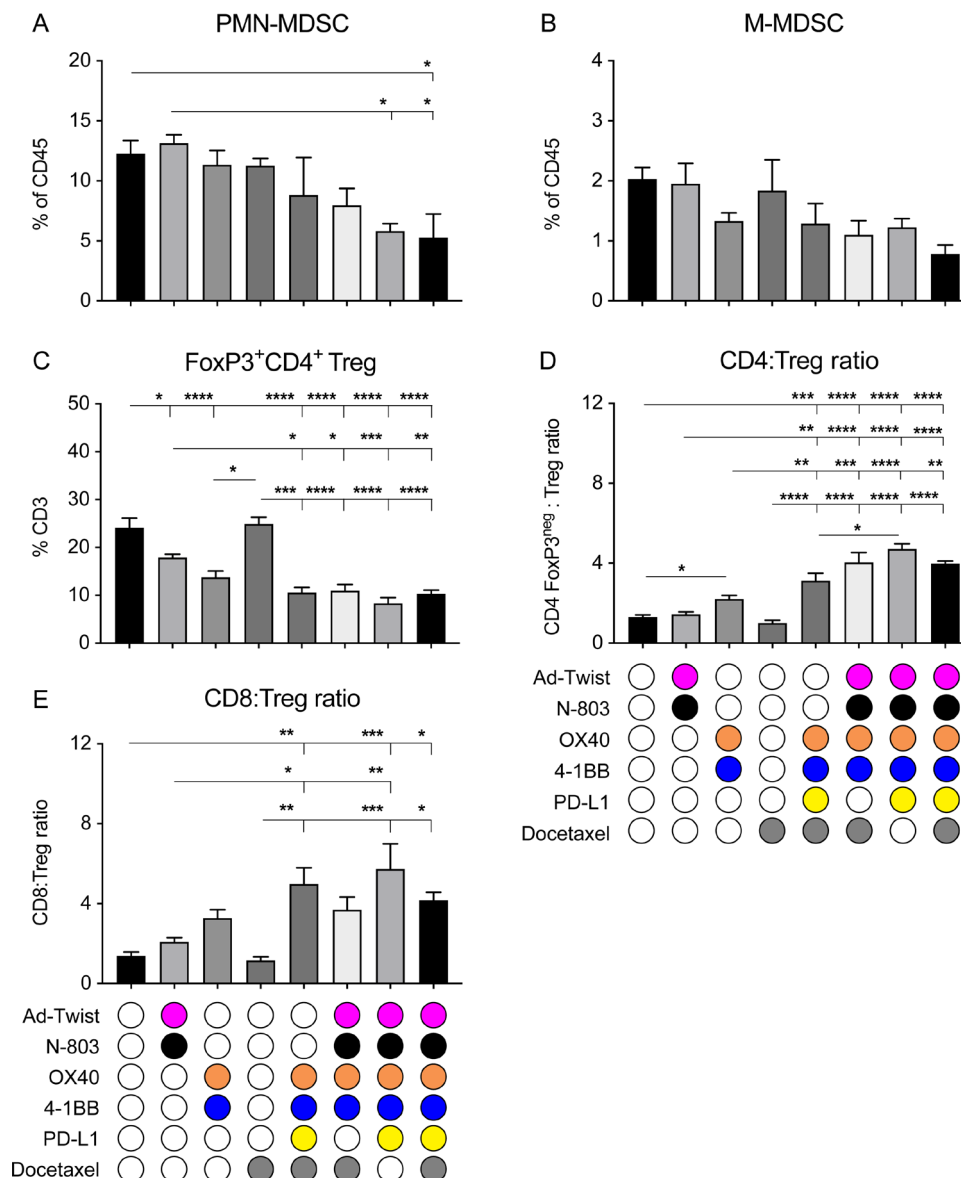 A PMN-MDSC
20
15
10
5
0
% of CD45
*
* *
B M-MDSC
4
3
2
1
0
% of CD45
C FoxP3⁺CD4⁺ Treg
50
40
30
20
10
0
% CD3
* **** **** **** **** ****
* * *** **
*
*** **** **** ****
D CD4:Treg ratio
12
8
4
0
CD4 FoxP3ⁿᵉᵍ : Treg ratio
*** **** **** ****
** **** **** ****
** *** **** **
**** **** **** ****
*
*
Ad-Twist
N-803
OX40
4-1BB
PD-L1
Docetaxel
E CD8:Treg ratio
12
8
4
0
CD8:Treg ratio
** *** *
* **
** *** *
Ad-Twist
N-803
OX40
4-1BB
PD-L1
Docetaxel